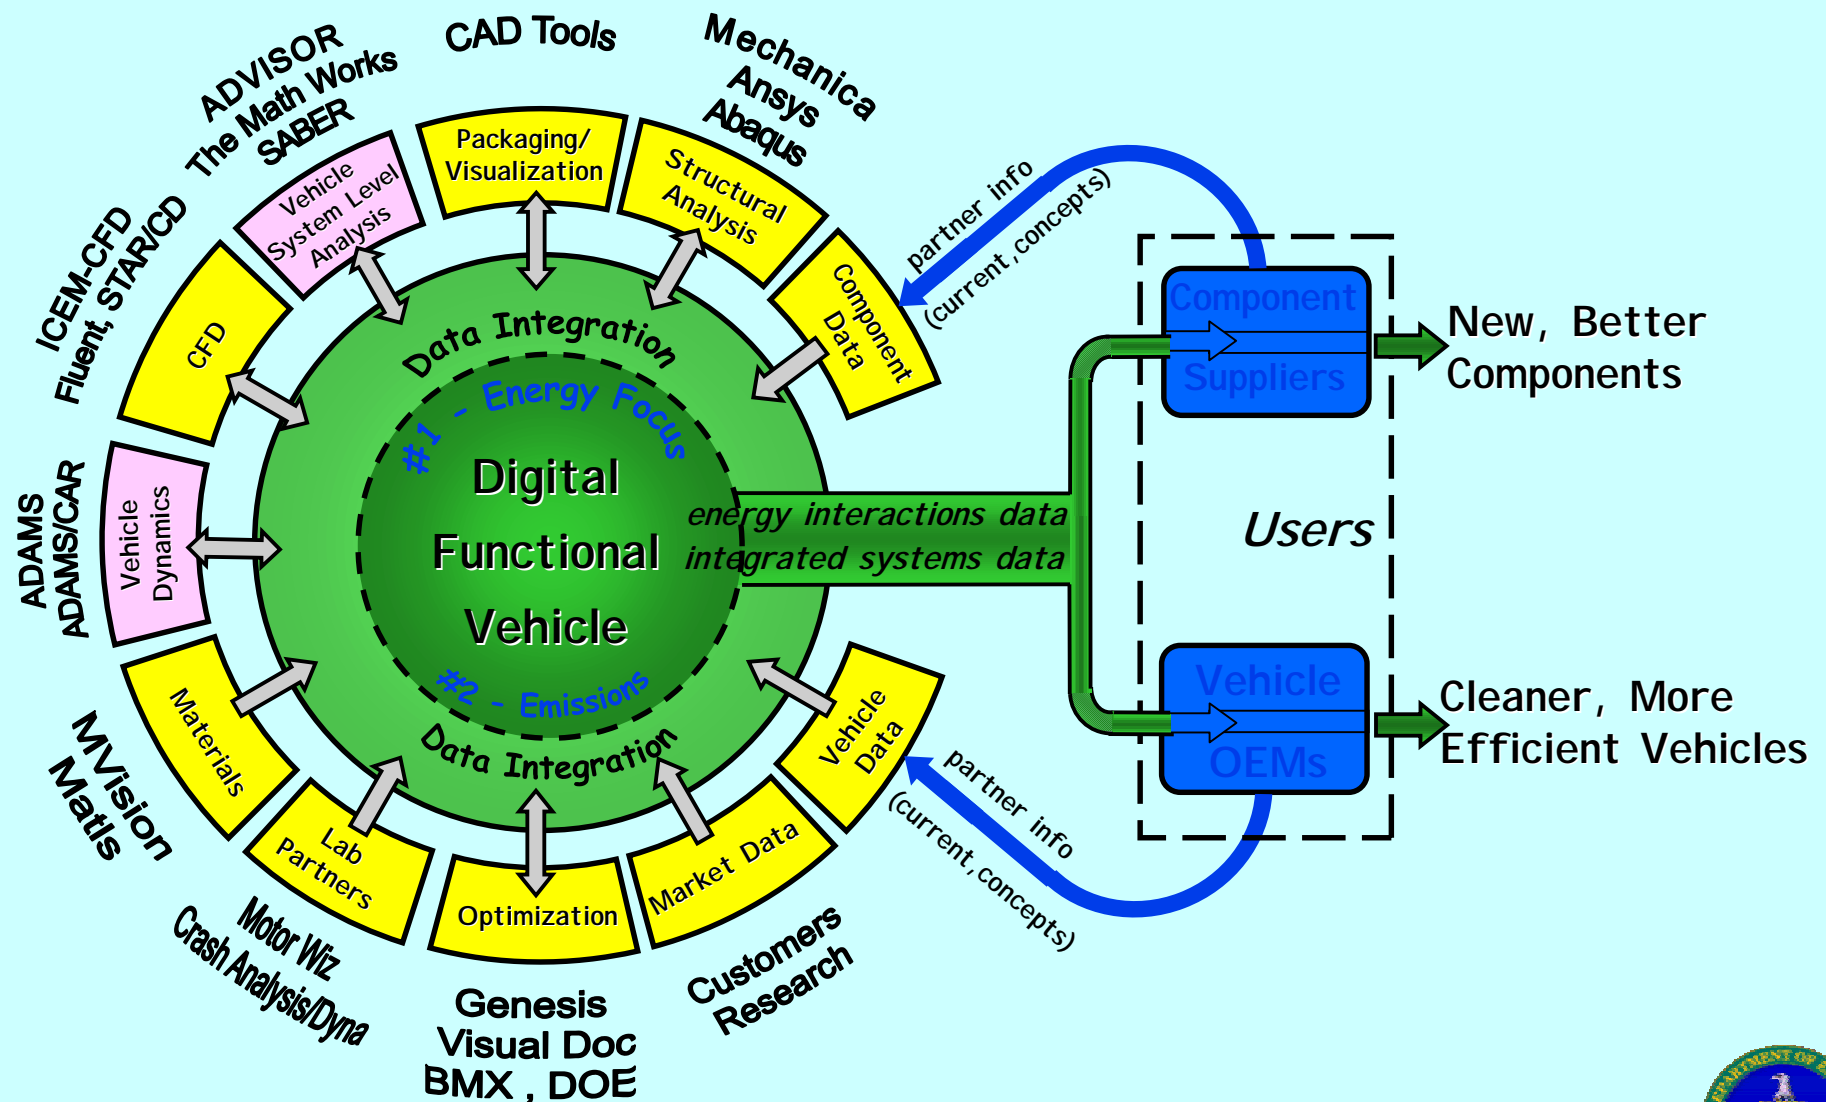 CAD Tools
Mechanica
Ansys
Abaqus
ADVISOR
The Math Works
SABER
ICEM-CFD
Fluent, STAR/CD
ADAMS
ADAMS/CAR
MVision
Matls
Motor Wiz
Crash Analysis/Dyna
Genesis
Visual Doc
BMX , DOE
Customers
Research
Packaging/
Visualization
Structural
Analysis
Component
Data
Vehicle
System Level
Analysis
CFD
Vehicle
Dynamics
Materials
Lab
Partners
Optimization
Market Data
Vehicle
Data
Data Integration
#1 - Energy Focus
Digital
Functional
Vehicle
#2 - Emissions
Data Integration
energy interactions data
integrated systems data
partner info
(current,concepts)
partner info
(current,concepts)
Component
Suppliers
Users
Vehicle
OEMs
New, Better
Components
Cleaner, More
Efficient Vehicles